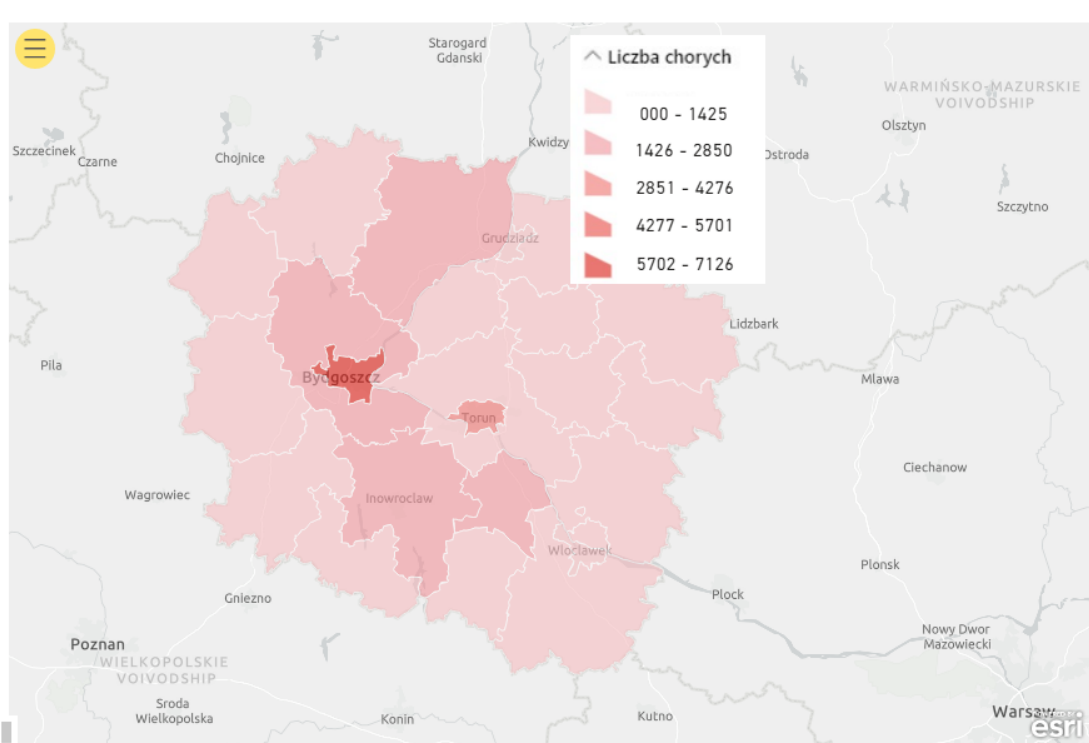 Starogard
Gdanski
Liczba chorych
WARMIŃSKO-MAZURSKIE
VOIVODSHIP
000 - 1425
Olsztyn
Kwidzy
Szczecinek
1426 - 2850
Ostroda
Chojnice
Czarne
2851 - 4276
Szczytno
4277 - 5701
Grudziadz
5702 - 7126
Lidzbark
Pila
Bydgoszcz
Mlawa
Torun
Ciechanow
Wagrowiec
Inowroclaw
Wloclawek
Plonsk
Gniezno
Plock
Nowy Dwor
Mazowiecki
Poznan
WIELKOPOLSKIE
VOIVODSHIP
Sroda
Wielkopolska
Konin
Kutno
Warsaw
esri